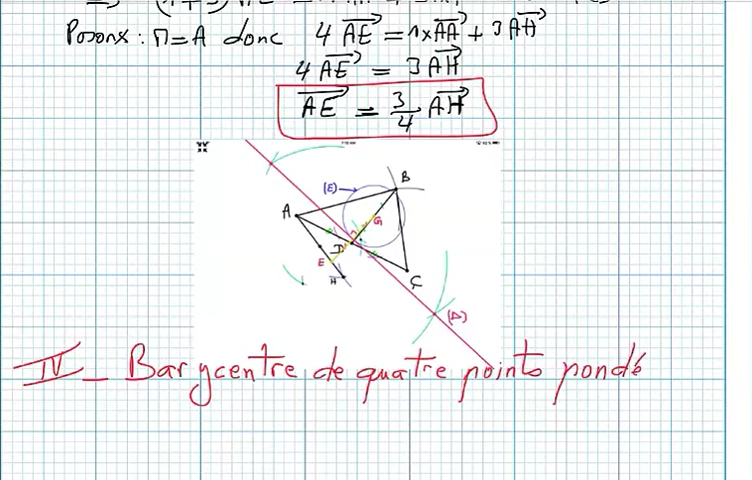 Posons : M = A donc 4 AE = 1×AA + 3 AH
4 AE = 3 AH
AE = 3/4 AH
(E)
B
A
G
D
E
H
C
(Δ)
IV _ Barycentre de quatre points pondé